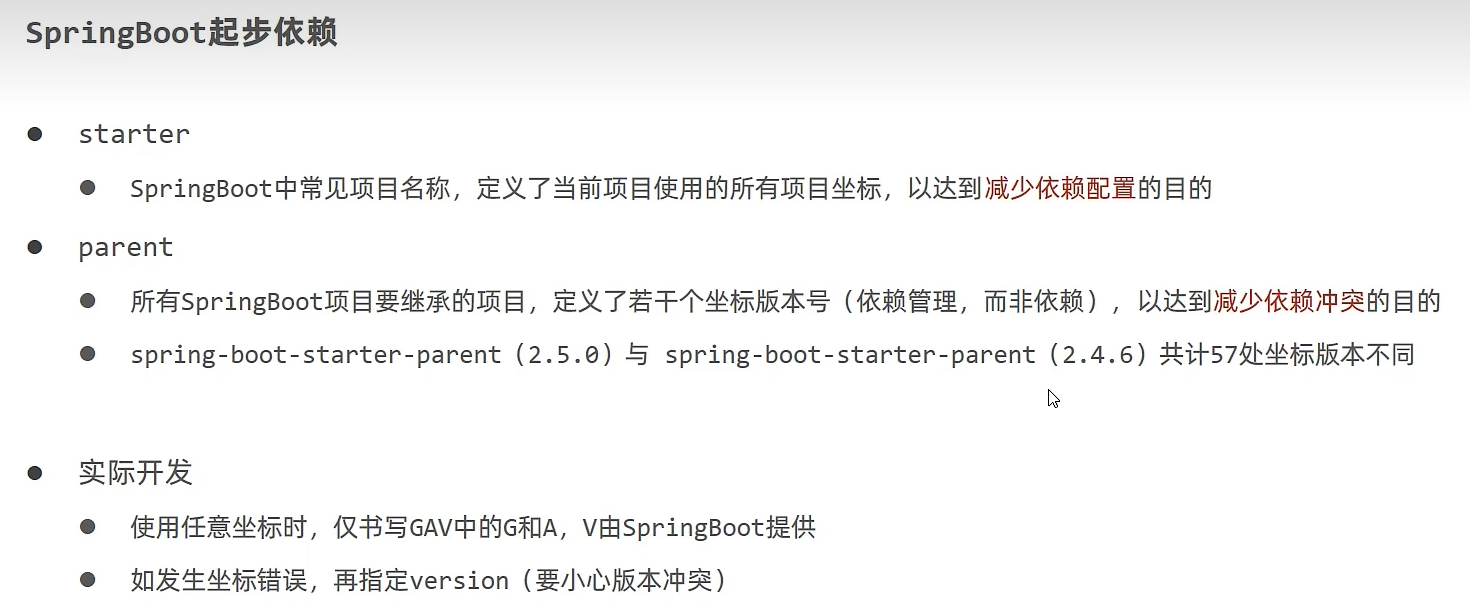 SpringBoot起步依赖
starter
SpringBoot中常见项目名称，定义了当前项目使用的所有项目坐标，以达到减少依赖配置的目的
parent
所有SpringBoot项目要继承的项目，定义了若干个坐标版本号（依赖管理，而非依赖），以达到减少依赖冲突的目的
spring-boot-starter-parent（2.5.0）与 spring-boot-starter-parent（2.4.6）共计57处坐标版本不同
实际开发
使用任意坐标时，仅书写GAV中的G和A，V由SpringBoot提供
如发生坐标错误，再指定version（要小心版本冲突）